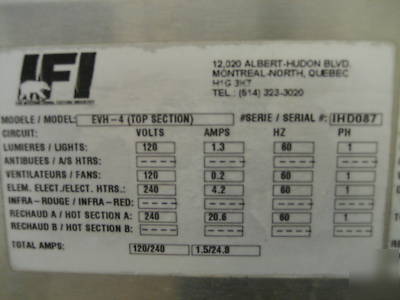 IFI
12,020 ALBERT-HUDON BLVD.
MONTREAL-NORTH, QUEBEC
H1G 3K7
TEL.: (514) 323-3020
MODELE / MODEL: EVH-4 (TOP SECTION) #SERIE / SERIAL #: IHD087
CIRCUIT: VOLTS AMPS HZ PH
LUMIERES / LIGHTS: 120 1.3 60 1
ANTIBUEES / A/S HTRS: ----- ----- ----- -----
VENTILATEURS / FANS: 120 0.2 60 1
ELEM. ELECT./ELECT. HTRS.: 240 4.2 60 1
INFRA-ROUGE / INFRA-RED: ----- ----- ----- -----
RECHAUD A / HOT SECTION A: 240 20.6 60 1
RECHAUD B / HOT SECTION B: ----- ----- ----- -----
TOTAL AMPS: 120/240 1.5/24.8